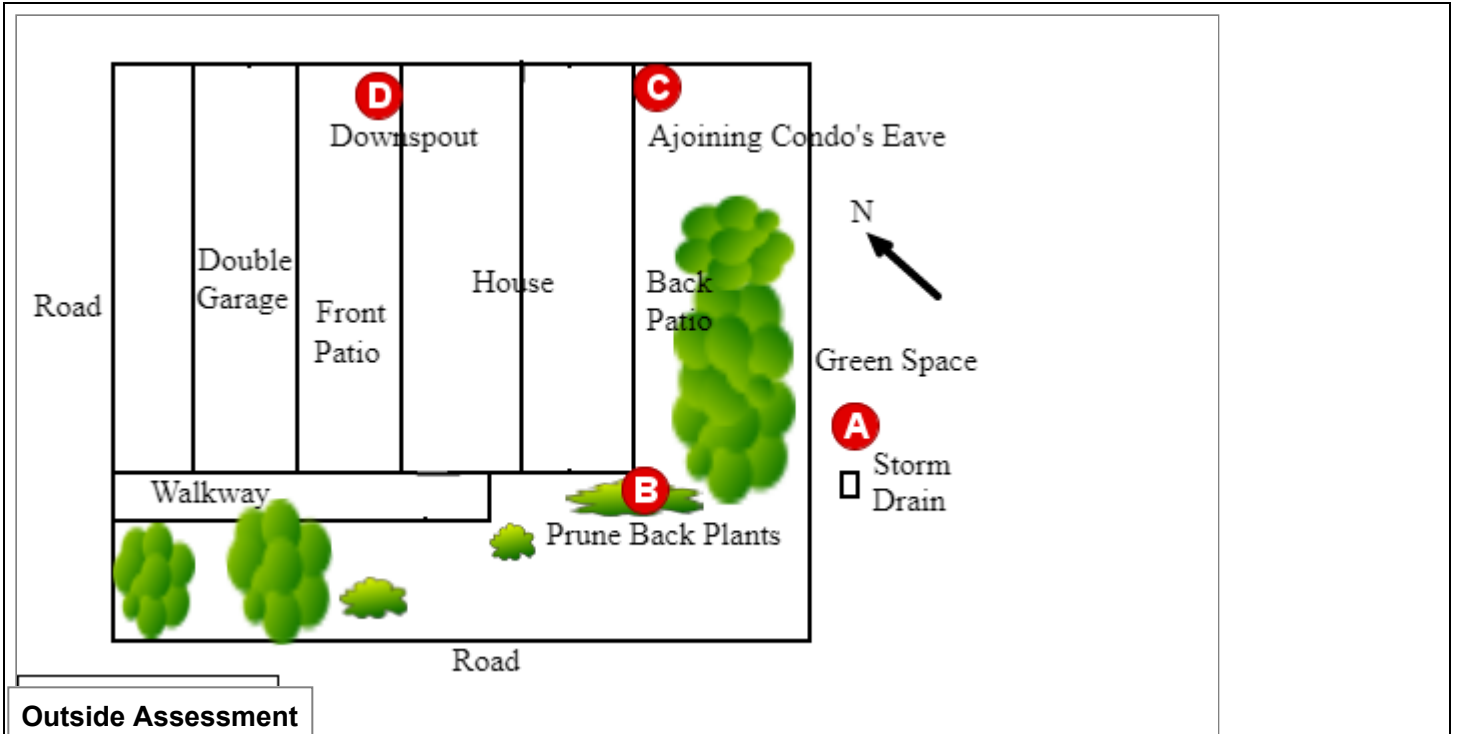 D
C
Downspout
Ajoining Condo's Eave
N
Double
Garage
House
Back
Patio
Road
Front
Patio
Green Space
A
Storm
Drain
Walkway
B
Prune Back Plants
Road
Outside Assessment